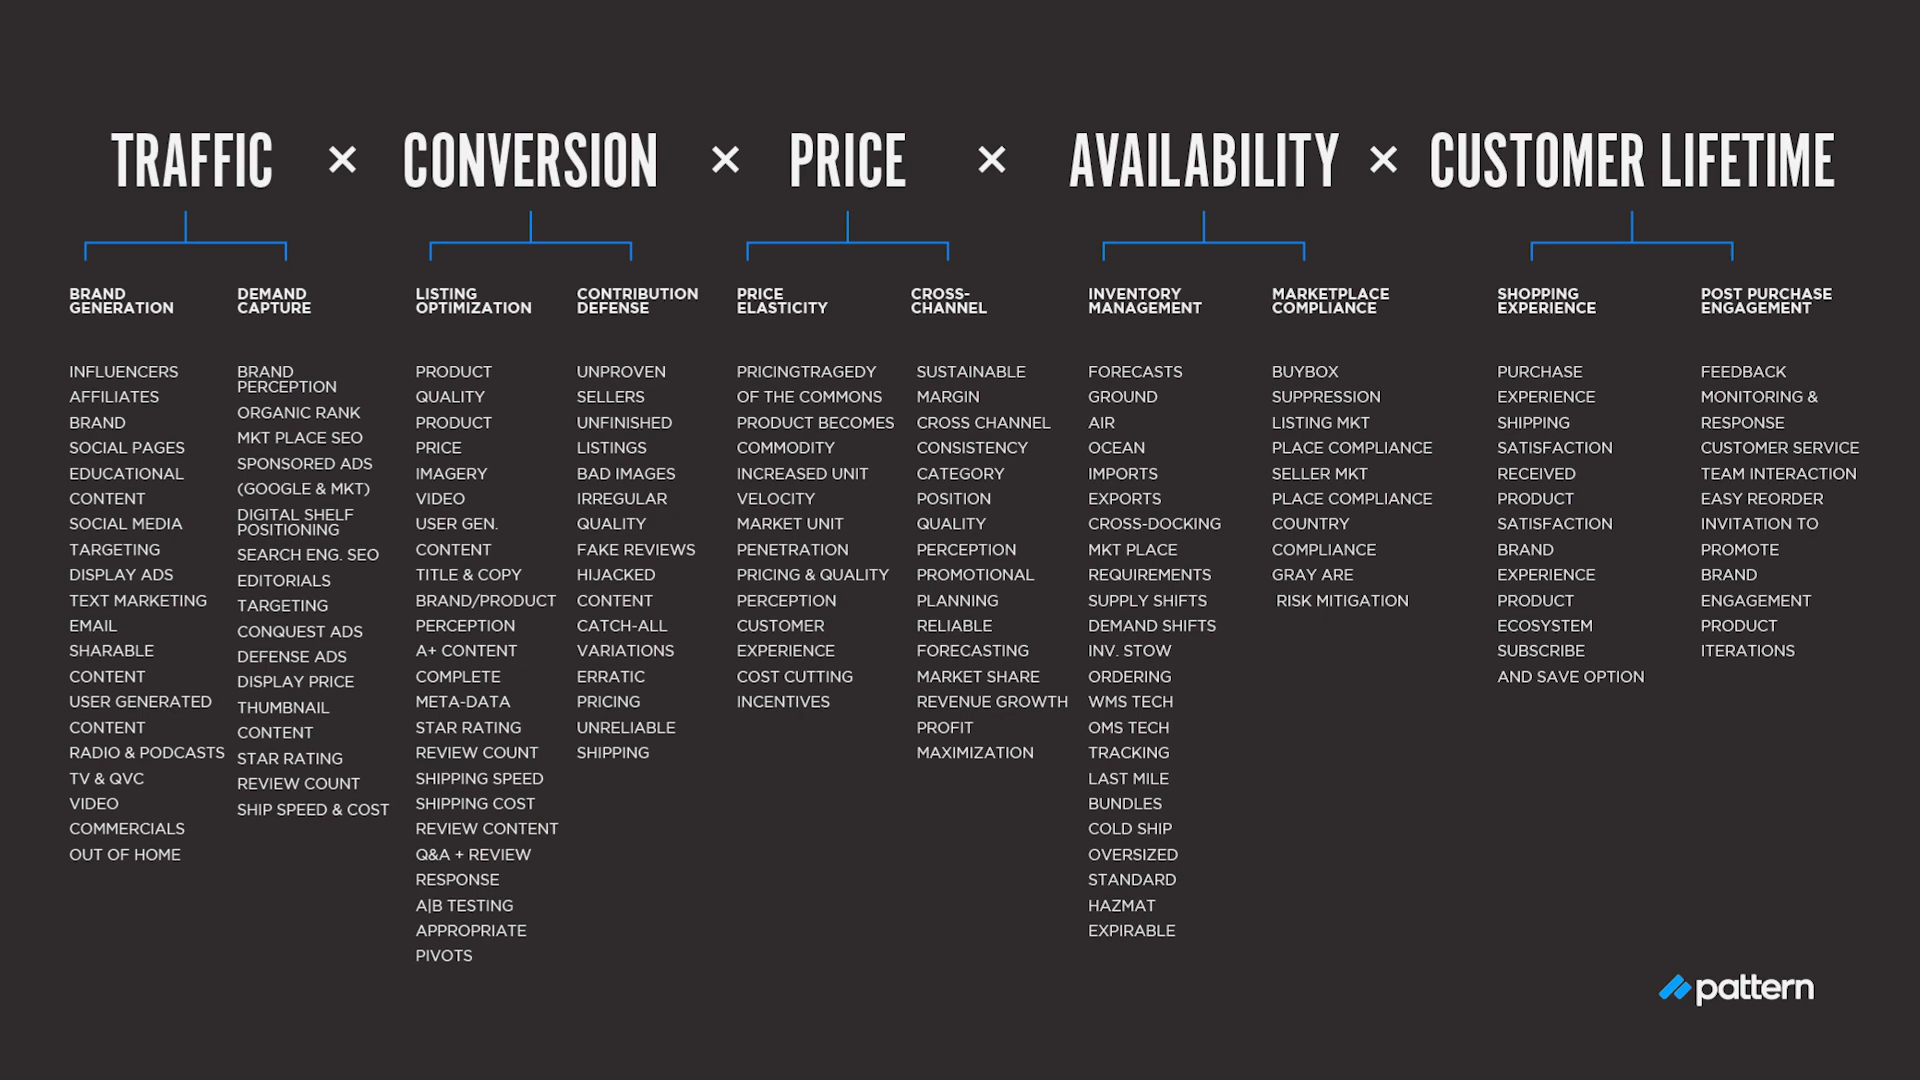 TRAFFIC × CONVERSION × PRICE × AVAILABILITY × CUSTOMER LIFETIME
BRAND
GENERATION
INFLUENCERS
AFFILIATES
BRAND
SOCIAL PAGES
EDUCATIONAL
CONTENT
SOCIAL MEDIA
TARGETING
DISPLAY ADS
TEXT MARKETING
EMAIL
SHARABLE
CONTENT
USER GENERATED
CONTENT
RADIO & PODCASTS
TV & QVC
VIDEO
COMMERCIALS
OUT OF HOME
DEMAND
CAPTURE
BRAND
PERCEPTION
ORGANIC RANK
MKT PLACE SEO
SPONSORED ADS
(GOOGLE & MKT)
DIGITAL SHELF
POSITIONING
SEARCH ENG. SEO
EDITORIALS
TARGETING
CONQUEST ADS
DEFENSE ADS
DISPLAY PRICE
THUMBNAIL
CONTENT
STAR RATING
REVIEW COUNT
SHIP SPEED & COST
LISTING
OPTIMIZATION
PRODUCT
QUALITY
PRODUCT
PRICE
IMAGERY
VIDEO
USER GEN.
CONTENT
TITLE & COPY
BRAND/PRODUCT
PERCEPTION
A+ CONTENT
COMPLETE
META-DATA
STAR RATING
REVIEW COUNT
SHIPPING SPEED
SHIPPING COST
REVIEW CONTENT
Q&A + REVIEW
RESPONSE
A|B TESTING
APPROPRIATE
PIVOTS
CONTRIBUTION
DEFENSE
UNPROVEN
SELLERS
UNFINISHED
LISTINGS
BAD IMAGES
IRREGULAR
QUALITY
FAKE REVIEWS
HIJACKED
CONTENT
CATCH-ALL
VARIATIONS
ERRATIC
PRICING
UNRELIABLE
SHIPPING
PRICE
ELASTICITY
PRICINGTRAGEDY
OF THE COMMONS
PRODUCT BECOMES
COMMODITY
INCREASED UNIT
VELOCITY
MARKET UNIT
PENETRATION
PRICING & QUALITY
PERCEPTION
CUSTOMER
EXPERIENCE
COST CUTTING
INCENTIVES
CROSS-
CHANNEL
SUSTAINABLE
MARGIN
CROSS CHANNEL
CONSISTENCY
CATEGORY
POSITION
QUALITY
PERCEPTION
PROMOTIONAL
PLANNING
RELIABLE
FORECASTING
MARKET SHARE
REVENUE GROWTH
PROFIT
MAXIMIZATION
INVENTORY
MANAGEMENT
FORECASTS
GROUND
AIR
OCEAN
IMPORTS
EXPORTS
CROSS-DOCKING
MKT PLACE
REQUIREMENTS
SUPPLY SHIFTS
DEMAND SHIFTS
INV. STOW
ORDERING
WMS TECH
OMS TECH
TRACKING
LAST MILE
BUNDLES
COLD SHIP
OVERSIZED
STANDARD
HAZMAT
EXPIRABLE
MARKETPLACE
COMPLIANCE
BUYBOX
SUPPRESSION
LISTING MKT
PLACE COMPLIANCE
SELLER MKT
PLACE COMPLIANCE
COUNTRY
COMPLIANCE
GRAY ARE
RISK MITIGATION
SHOPPING
EXPERIENCE
PURCHASE
EXPERIENCE
SHIPPING
SATISFACTION
RECEIVED
PRODUCT
SATISFACTION
BRAND
EXPERIENCE
PRODUCT
ECOSYSTEM
SUBSCRIBE
AND SAVE OPTION
POST PURCHASE
ENGAGEMENT
FEEDBACK
MONITORING &
RESPONSE
CUSTOMER SERVICE
TEAM INTERACTION
EASY REORDER
INVITATION TO
PROMOTE
BRAND
ENGAGEMENT
PRODUCT
ITERATIONS
pattern